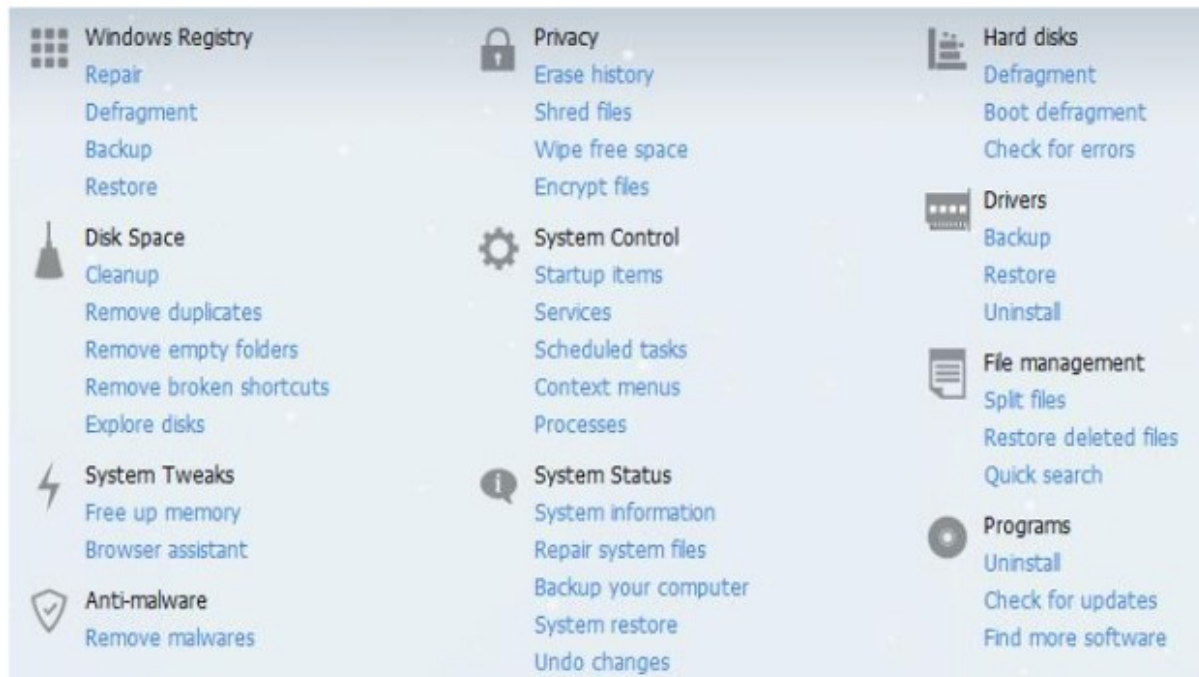 Windows Registry
Repair
Defragment
Backup
Restore
Disk Space
Cleanup
Remove duplicates
Remove empty folders
Remove broken shortcuts
Explore disks
System Tweaks
Free up memory
Browser assistant
Anti-malware
Remove malwares
Privacy
Erase history
Shred files
Wipe free space
Encrypt files
System Control
Startup items
Services
Scheduled tasks
Context menus
Processes
System Status
System information
Repair system files
Backup your computer
System restore
Undo changes
Hard disks
Defragment
Boot defragment
Check for errors
Drivers
Backup
Restore
Uninstall
File management
Split files
Restore deleted files
Quick search
Programs
Uninstall
Check for updates
Find more software